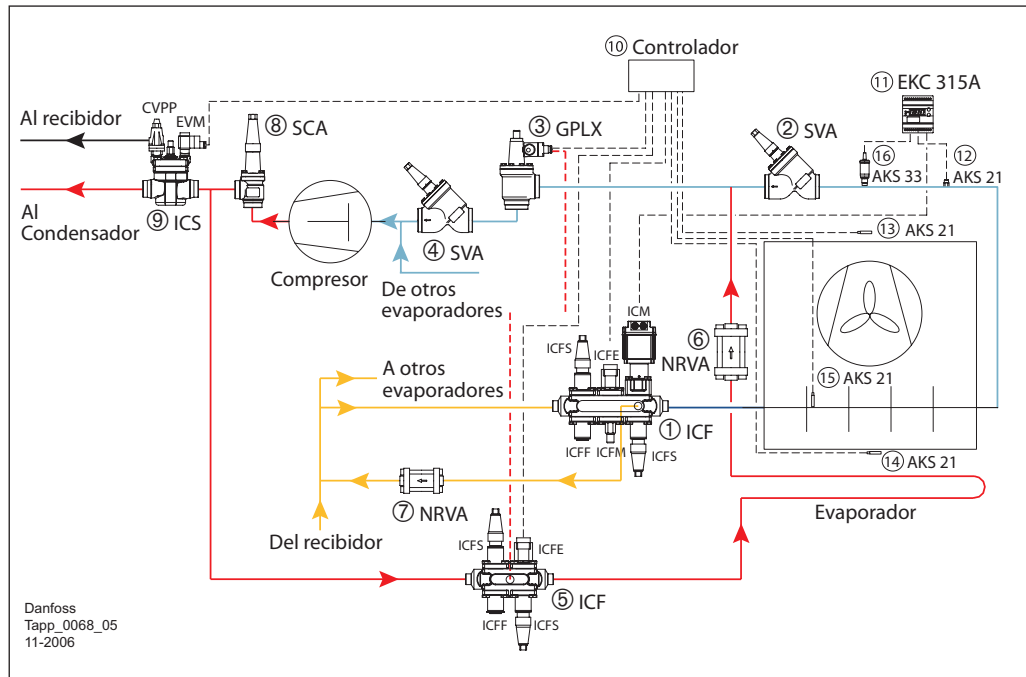 ⑩ Controlador
⑪ EKC 315A
CVPP
EVM
Al recibidor
⑧ SCA
③ GPLX
② SVA
⑯
AKS 33
⑫
AKS 21
Al
Condensador
⑨ ICS
④ SVA
Compresor
De otros
evaporadores
⑬ AKS 21
ICM
ICFS
ICFE
⑥
NRVA
A otros
evaporadores
⑮ AKS 21
① ICF
ICFF
ICFM
ICFS
⑭ AKS 21
⑦ NRVA
Evaporador
Del recibidor
ICFS
ICFE
⑤ ICF
ICFF
ICFS
Danfoss
Tapp_0068_05
11-2006